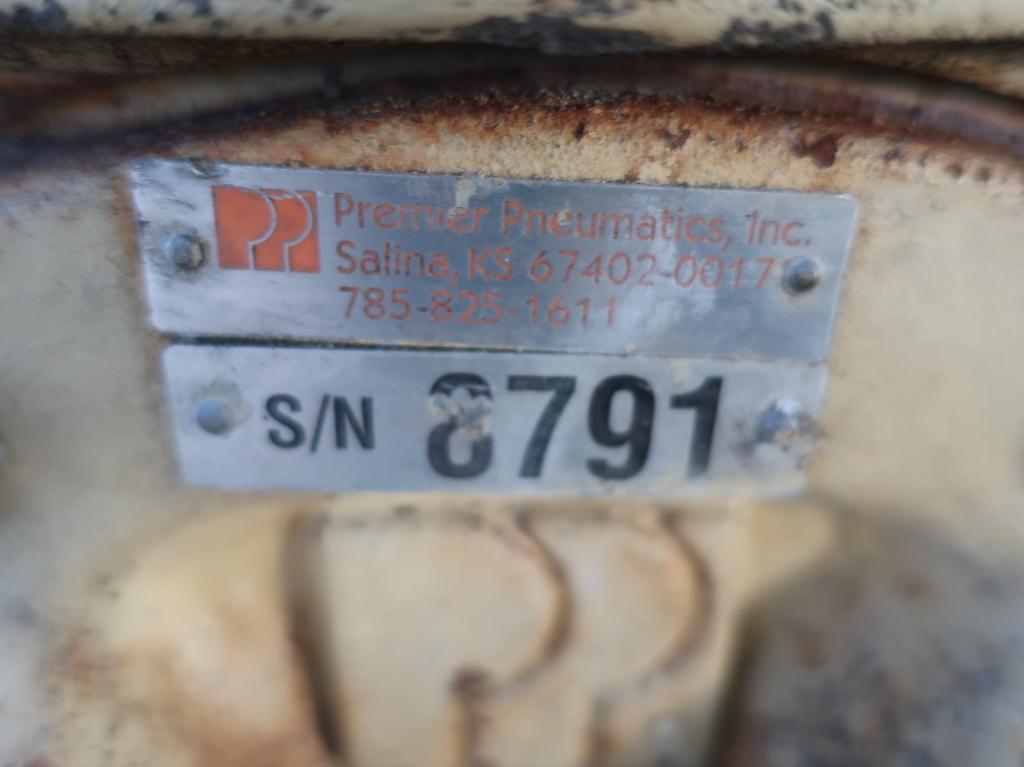 Premier Pneumatics, Inc.
Salina, KS 67402-0017
785-825-1611
S/N 8791